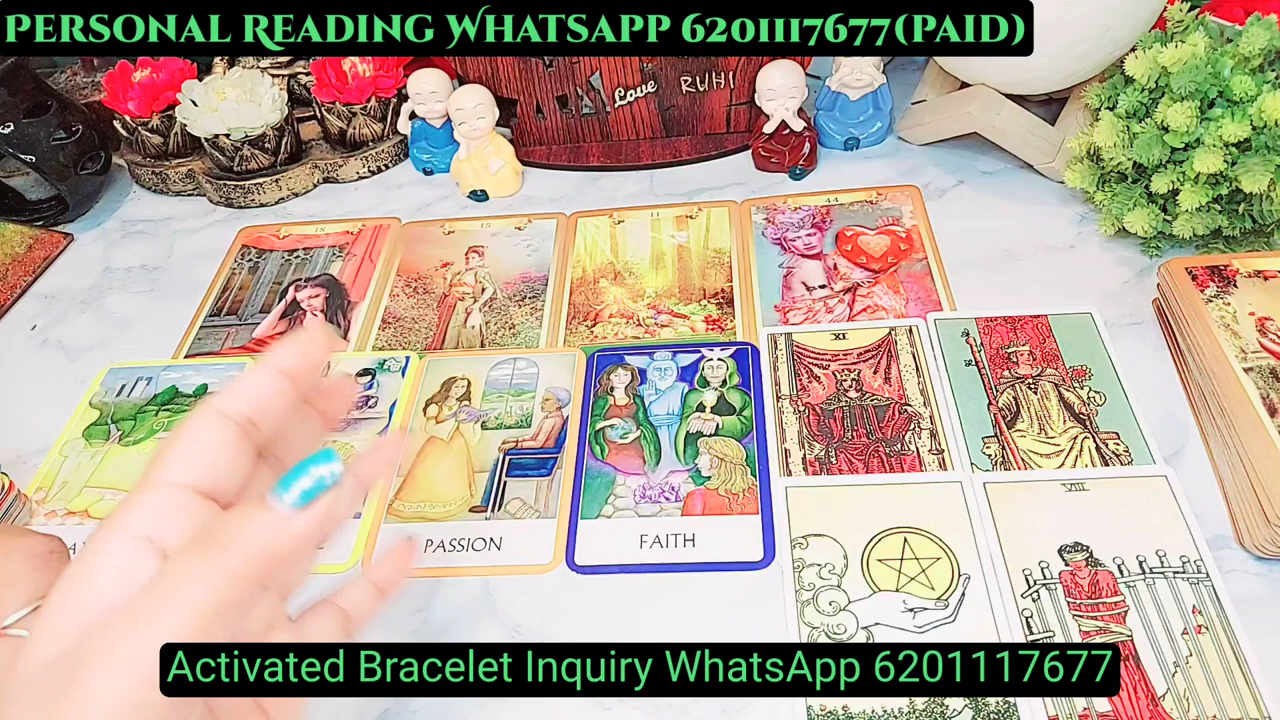 PERSONAL READING WHATSAPP 6201117677(PAID)
Love
RUHI
18
15
11
44
XI
PASSION
FAITH
VIII
Activated Bracelet Inquiry WhatsApp 6201117677